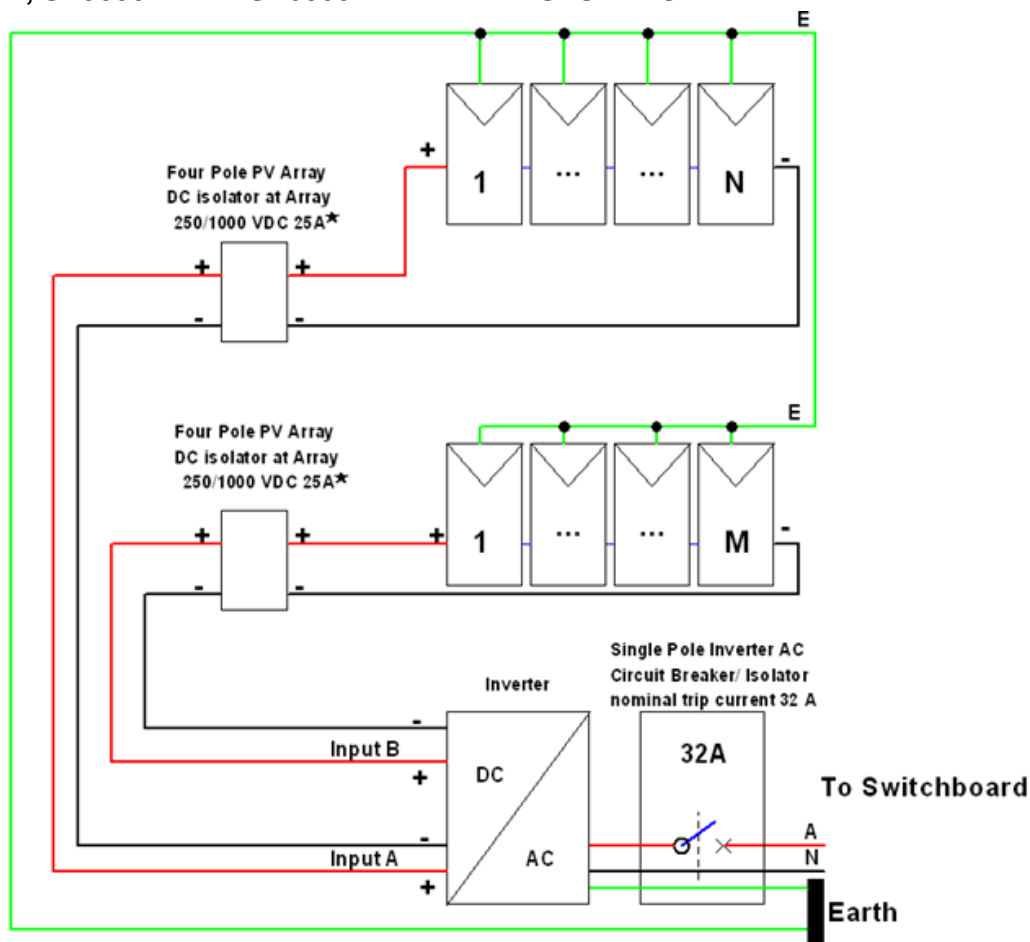 E
+
-
1
...
...
N
Four Pole PV Array
DC isolator at Array
250/1000 VDC 25A★
+
+
-
-
E
Four Pole PV Array
DC isolator at Array
250/1000 VDC 25A★
+
+
+
-
1
...
...
M
-
-
Single Pole Inverter AC
Circuit Breaker/ Isolator
nominal trip current 32 A
Inverter
-
Input B
+
DC
32A
To Switchboard
-
Input A
+
AC
A
N
Earth